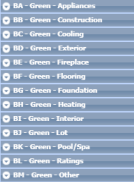 BA - Green - Appliances
BB - Green - Construction
BC - Green - Cooling
BD - Green - Exterior
BE - Green - Fireplace
BF - Green - Flooring
BG - Green - Foundation
BH - Green - Heating
BI - Green - Interior
BJ - Green - Lot
BK - Green - Pool/Spa
BL - Green - Ratings
BM - Green - Other